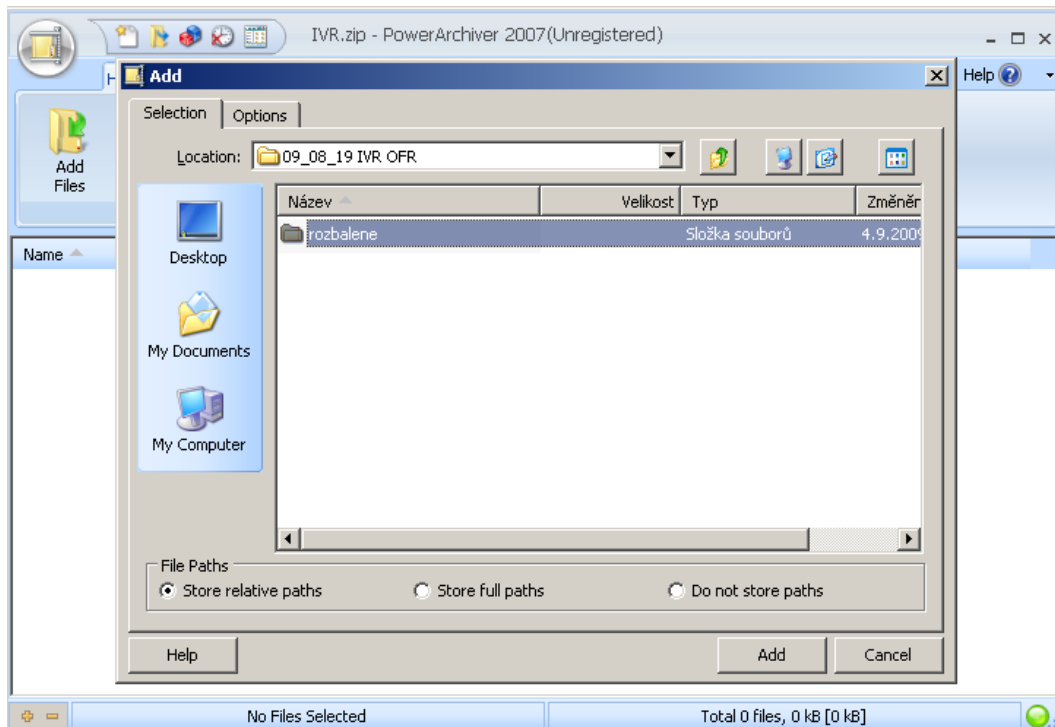 IVR.zip - PowerArchiver 2007(Unregistered)
Add
Help
Selection
Options
Add
Files
Location:
09_08_19 IVR OFR
Název
Velikost
Typ
Změněn
rozbalene
Složka souborů
4.9.2009
Name
Desktop
My Documents
My Computer
File Paths
Store relative paths
Store full paths
Do not store paths
Help
Add
Cancel
No Files Selected
Total 0 files, 0 kB [0 kB]